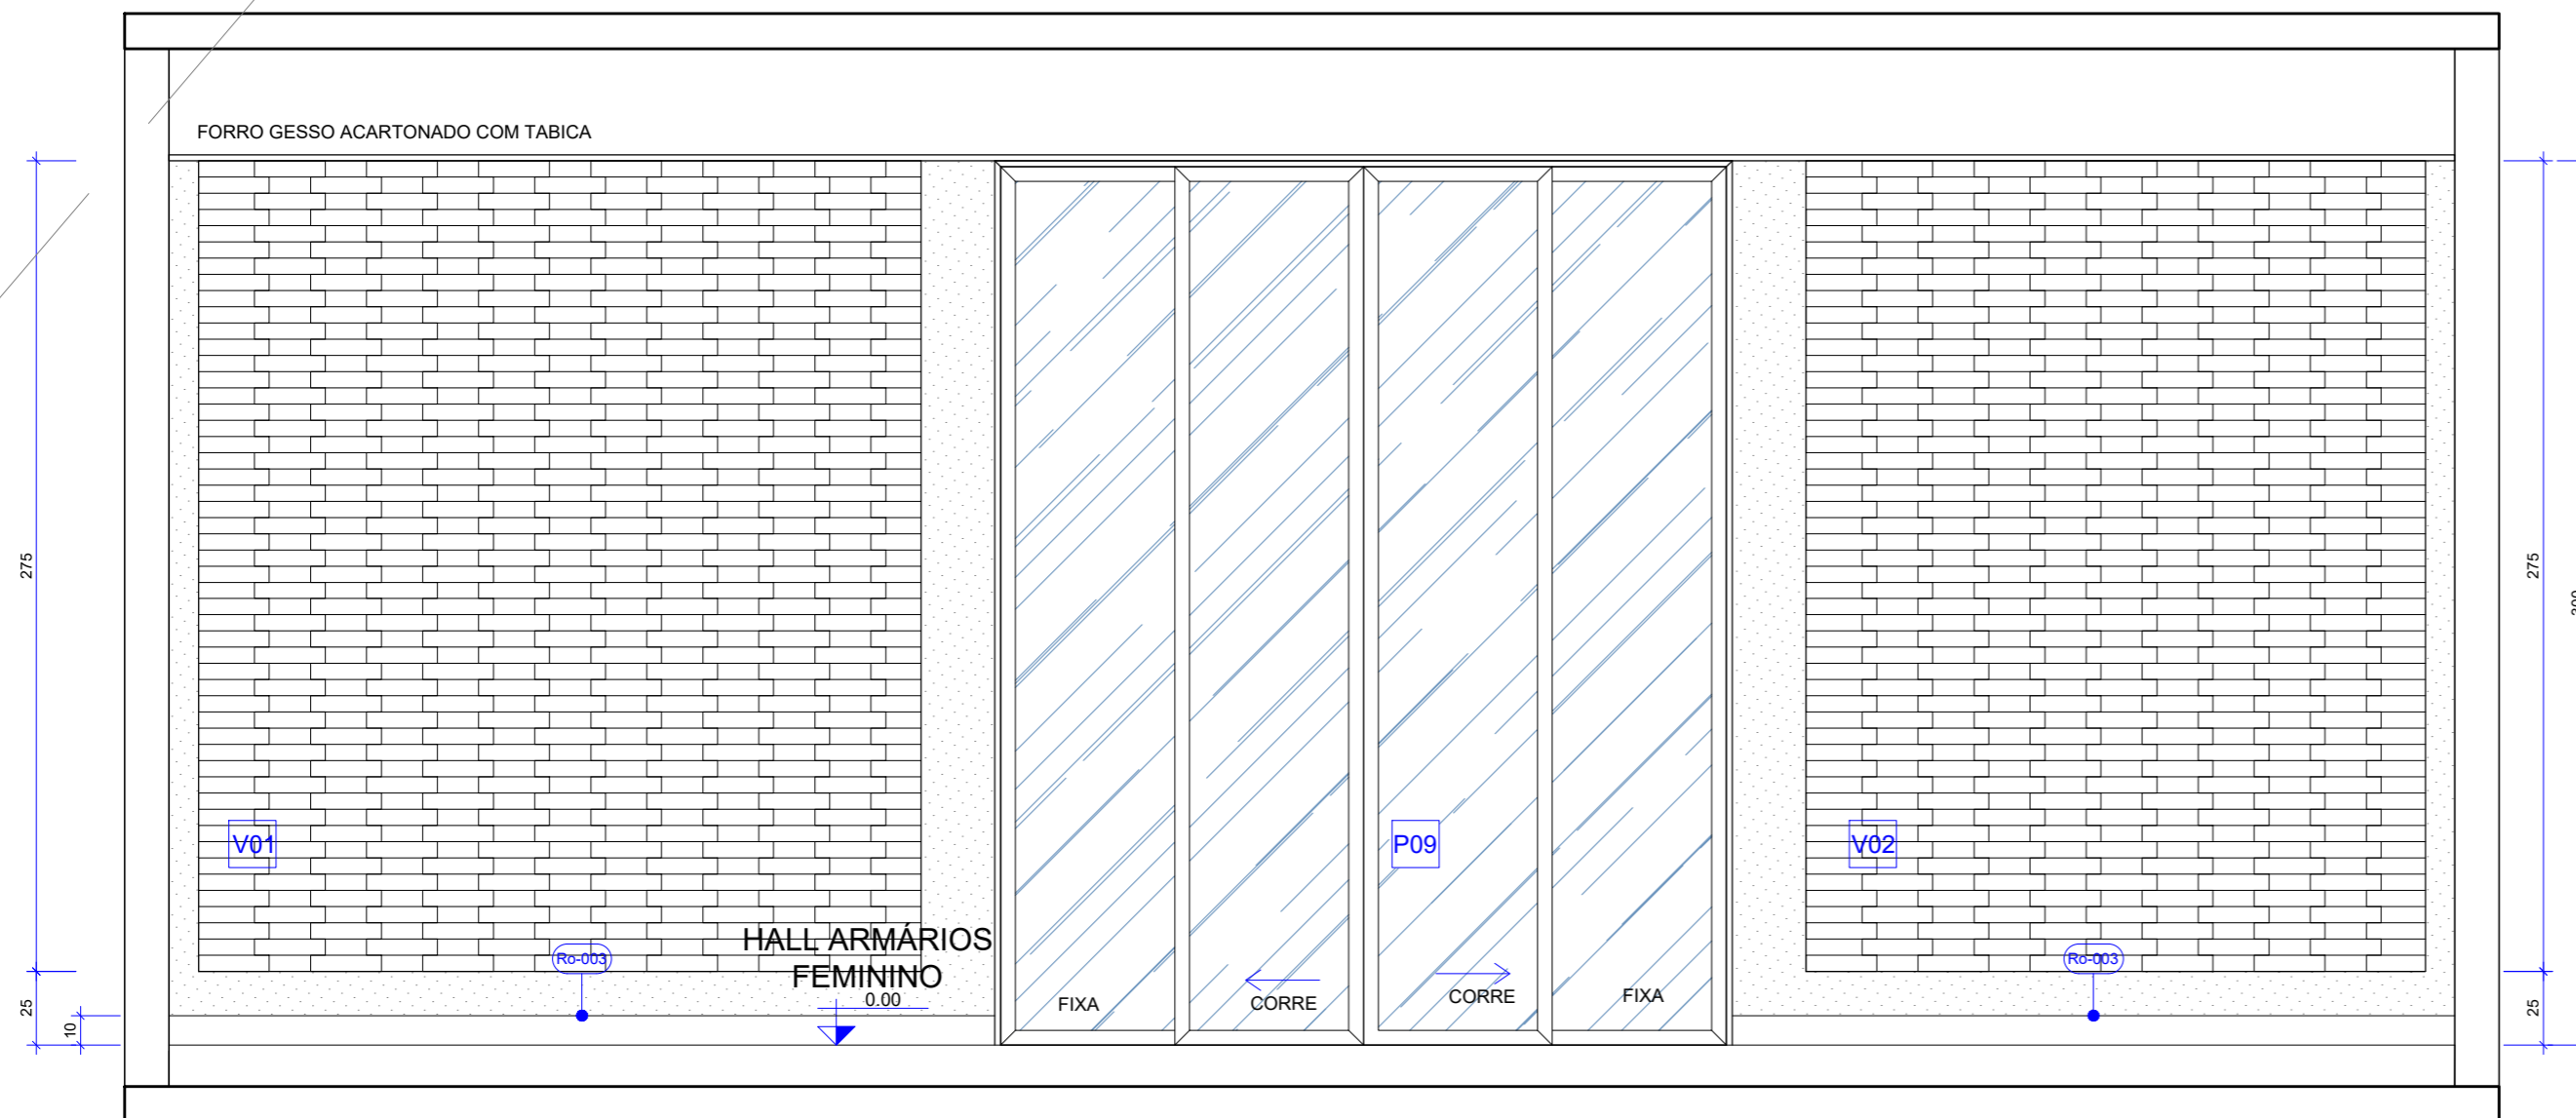 FORRO GESSO ACARTONADO COM TABICA
275
275
300
V01
P09
V02
HALL ARMÁRIOS
FEMININO
0.00
Ro-003
Ro-003
FIXA
CORRE
CORRE
FIXA
25
10
25